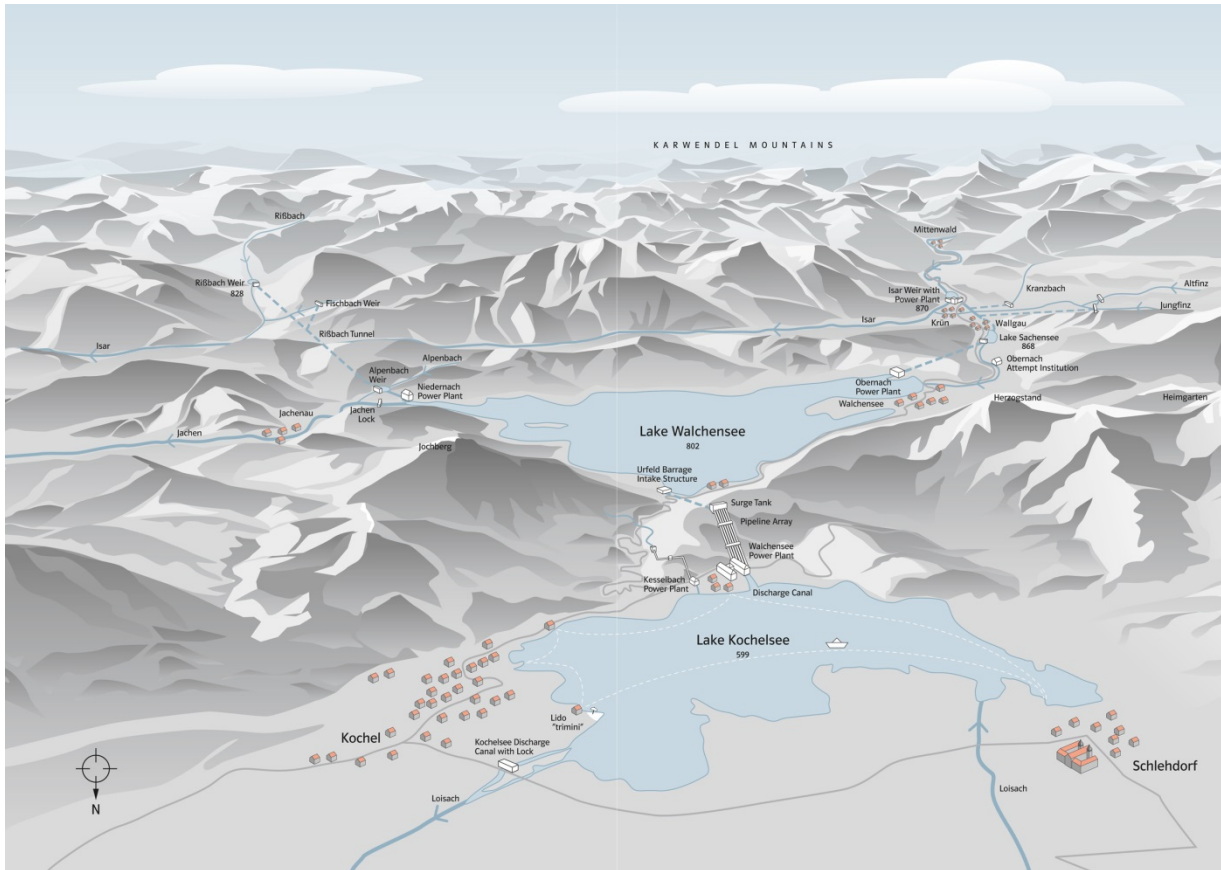 KARWENDEL MOUNTAINS
Rißbach
Mittenwald
Rißbach Weir
828
Fischbach Weir
Isar Weir with
Power Plant
870
Kranzbach
Altfinz
Jungfinz
Rißbach Tunnel
Isar
Krün
Wallgau
Isar
Lake Sachensee
868
Alpenbach
Alpenbach
Weir
Niedernach
Power Plant
Obernach
Power Plant
Obernach
Attempt Institution
Jachenau
Jachen
Lock
Walchensee
Herzogstand
Heimgarten
Jachen
Jochberg
Lake Walchensee
802
Urfeld Barrage
Intake Structure
Surge Tank
Pipeline Array
Walchensee
Power Plant
Kesselbach
Power Plant
Discharge Canal
Lake Kochelsee
599
Lido
"trimini"
Kochel
Kochelsee Discharge
Canal with Lock
Schlehdorf
N
Loisach
Loisach